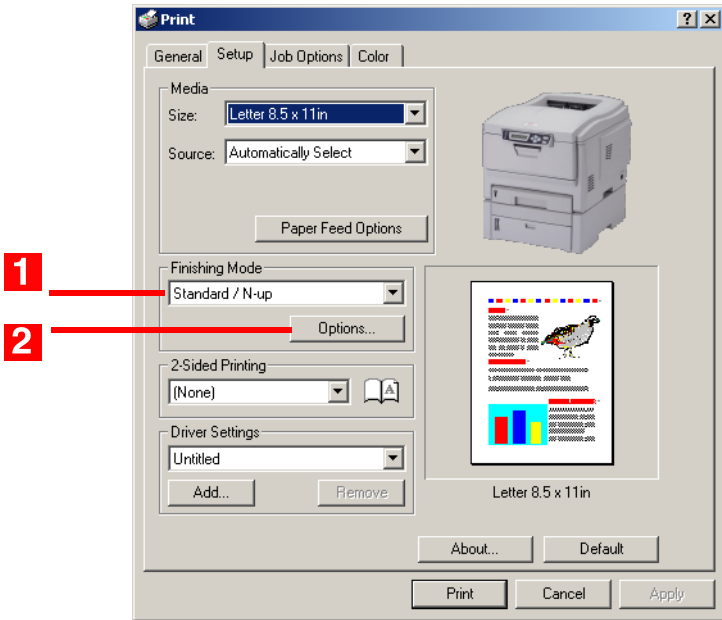 Print
General Setup Job Options Color
Media
Size: Letter 8.5 x 11in
Source: Automatically Select
Paper Feed Options
1
Finishing Mode
Standard / N-up
2
Options...
2-Sided Printing
(None)
A
Driver Settings
Untitled
Add... Remove
Letter 8.5 x 11in
About... Default
Print Cancel Apply